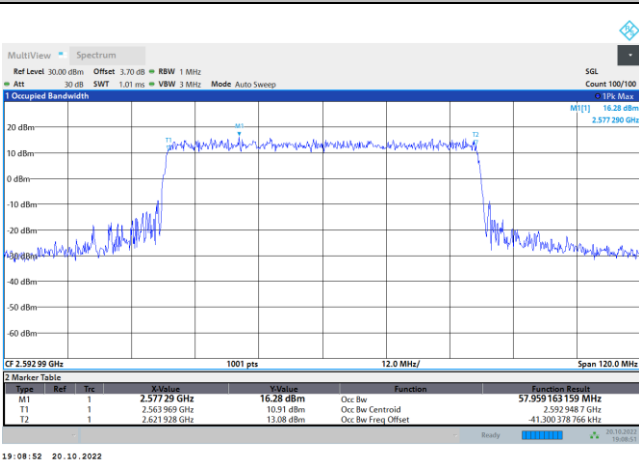 MultiView Spectrum
Ref Level 30.00 dBm Offset 3.70 dB RBW 1 MHz SGL
Att 30 dB SWT 1.01 ms VBW 3 MHz Mode Auto Sweep Count 100/100
1 Occupied Bandwidth 1Pk Max
M1[1] 16.28 dBm
2.577 290 GHz
M1
T1 T2
20 dBm
10 dBm
0 dBm
-10 dBm
-20 dBm
-30 dBm
-40 dBm
-50 dBm
-60 dBm
CF 2.592 99 GHz 1001 pts 12.0 MHz/ Span 120.0 MHz
2 Marker Table
Type Ref Trc X-Value Y-Value Function Function Result
M1 1 2.577 29 GHz 16.28 dBm Occ Bw 57.959 163 159 MHz
T1 1 2.563 969 GHz 10.91 dBm Occ Bw Centroid 2.592 948 7 GHz
T2 1 2.621 928 GHz 13.08 dBm Occ Bw Freq Offset -41.300 378 766 kHz
Ready 20.10.2022
19:08:51
19:08:52 20.10.2022